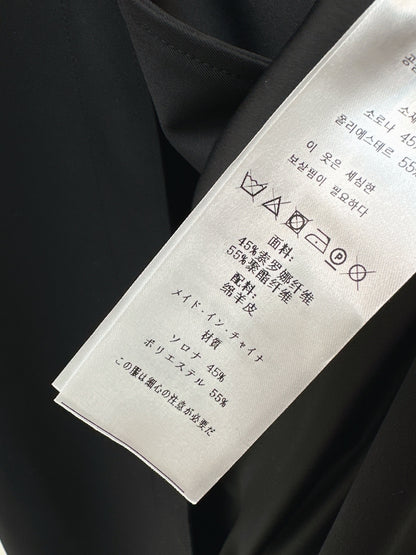 소로나 45%
폴리에스테르 55%
이 옷은 세심한
보살핌이 필요하다
面料:
45%索罗娜纤维
55%聚酯纤维
配料:
绵羊皮
メイド・イン・チャイナ
材質
ソロナ 45%
ポリエステル 55%
この服は細心の注意が必要だ